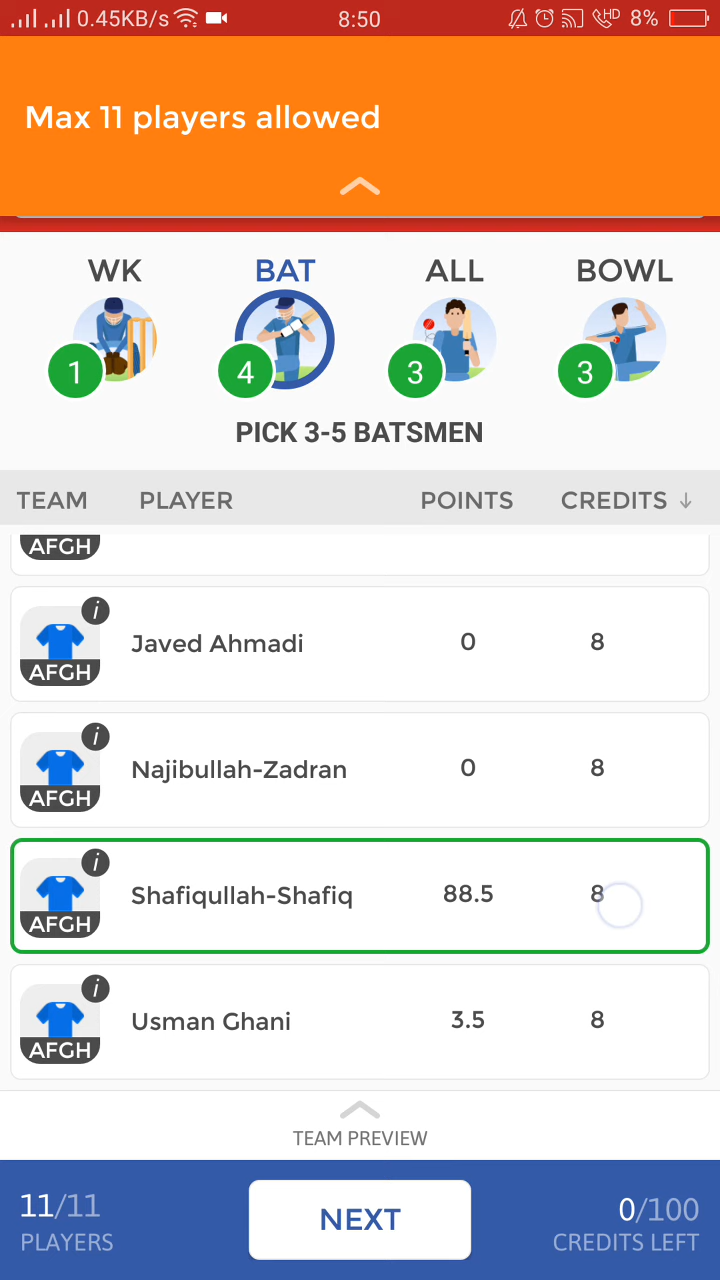 0.45KB/s 8:50 HD 8%
Max 11 players allowed
WK BAT ALL BOWL
1 4 3 3
PICK 3-5 BATSMEN
TEAM PLAYER POINTS CREDITS ↓
AFGH
i
Javed Ahmadi 0 8
AFGH
i
Najibullah-Zadran 0 8
AFGH
i
Shafiqullah-Shafiq 88.5 8
AFGH
i
Usman Ghani 3.5 8
AFGH
TEAM PREVIEW
11/11 NEXT 0/100
PLAYERS CREDITS LEFT